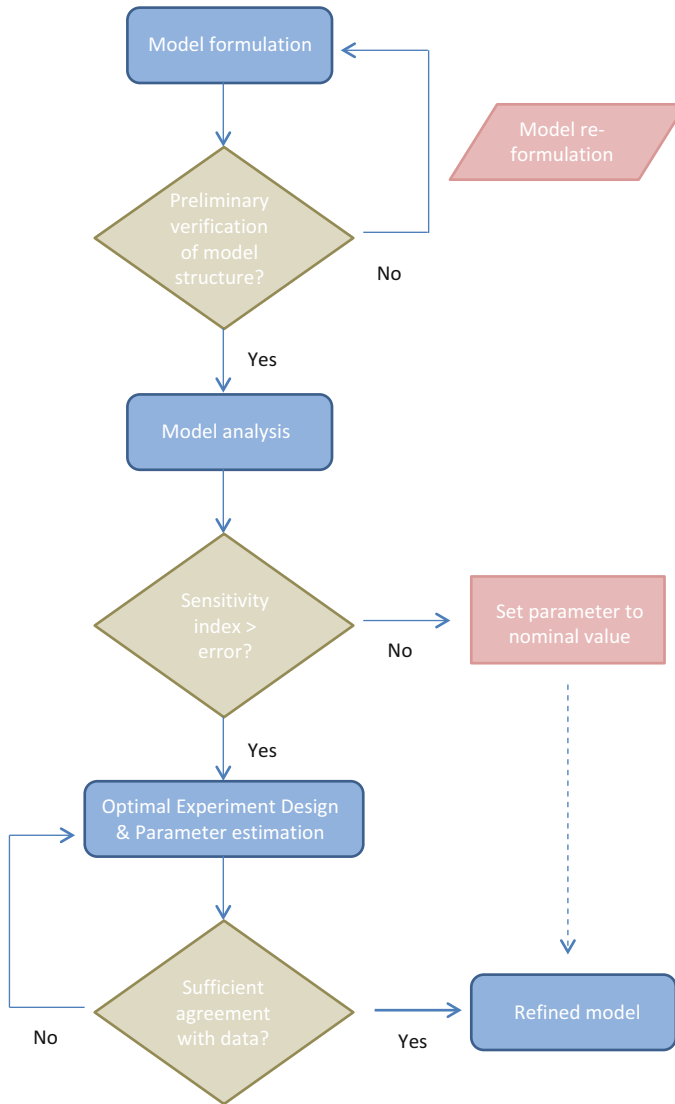 Model formulation
Model re-
formulation
Preliminary
verification
of model
structure?
No
Yes
Model analysis
Sensitivity
index >
error?
No
Set parameter to
nominal value
Yes
Optimal Experiment Design
& Parameter estimation
Sufficient
agreement
with data?
No
Yes
Refined model